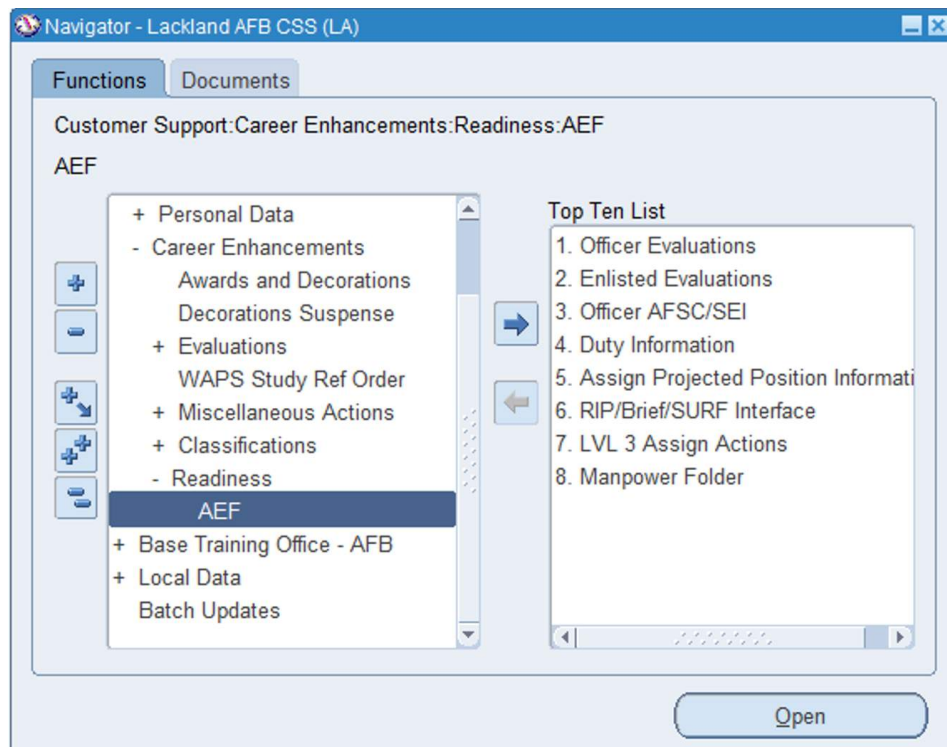 Navigator - Lackland AFB CSS (LA)
Functions
Documents
Customer Support:Career Enhancements:Readiness:AEF
AEF
+ Personal Data
- Career Enhancements
Awards and Decorations
Decorations Suspense
+ Evaluations
WAPS Study Ref Order
+ Miscellaneous Actions
+ Classifications
- Readiness
AEF
+ Base Training Office - AFB
+ Local Data
Batch Updates
Top Ten List
1. Officer Evaluations
2. Enlisted Evaluations
3. Officer AFSC/SEI
4. Duty Information
5. Assign Projected Position Informati
6. RIP/Brief/SURF Interface
7. LVL 3 Assign Actions
8. Manpower Folder
Open